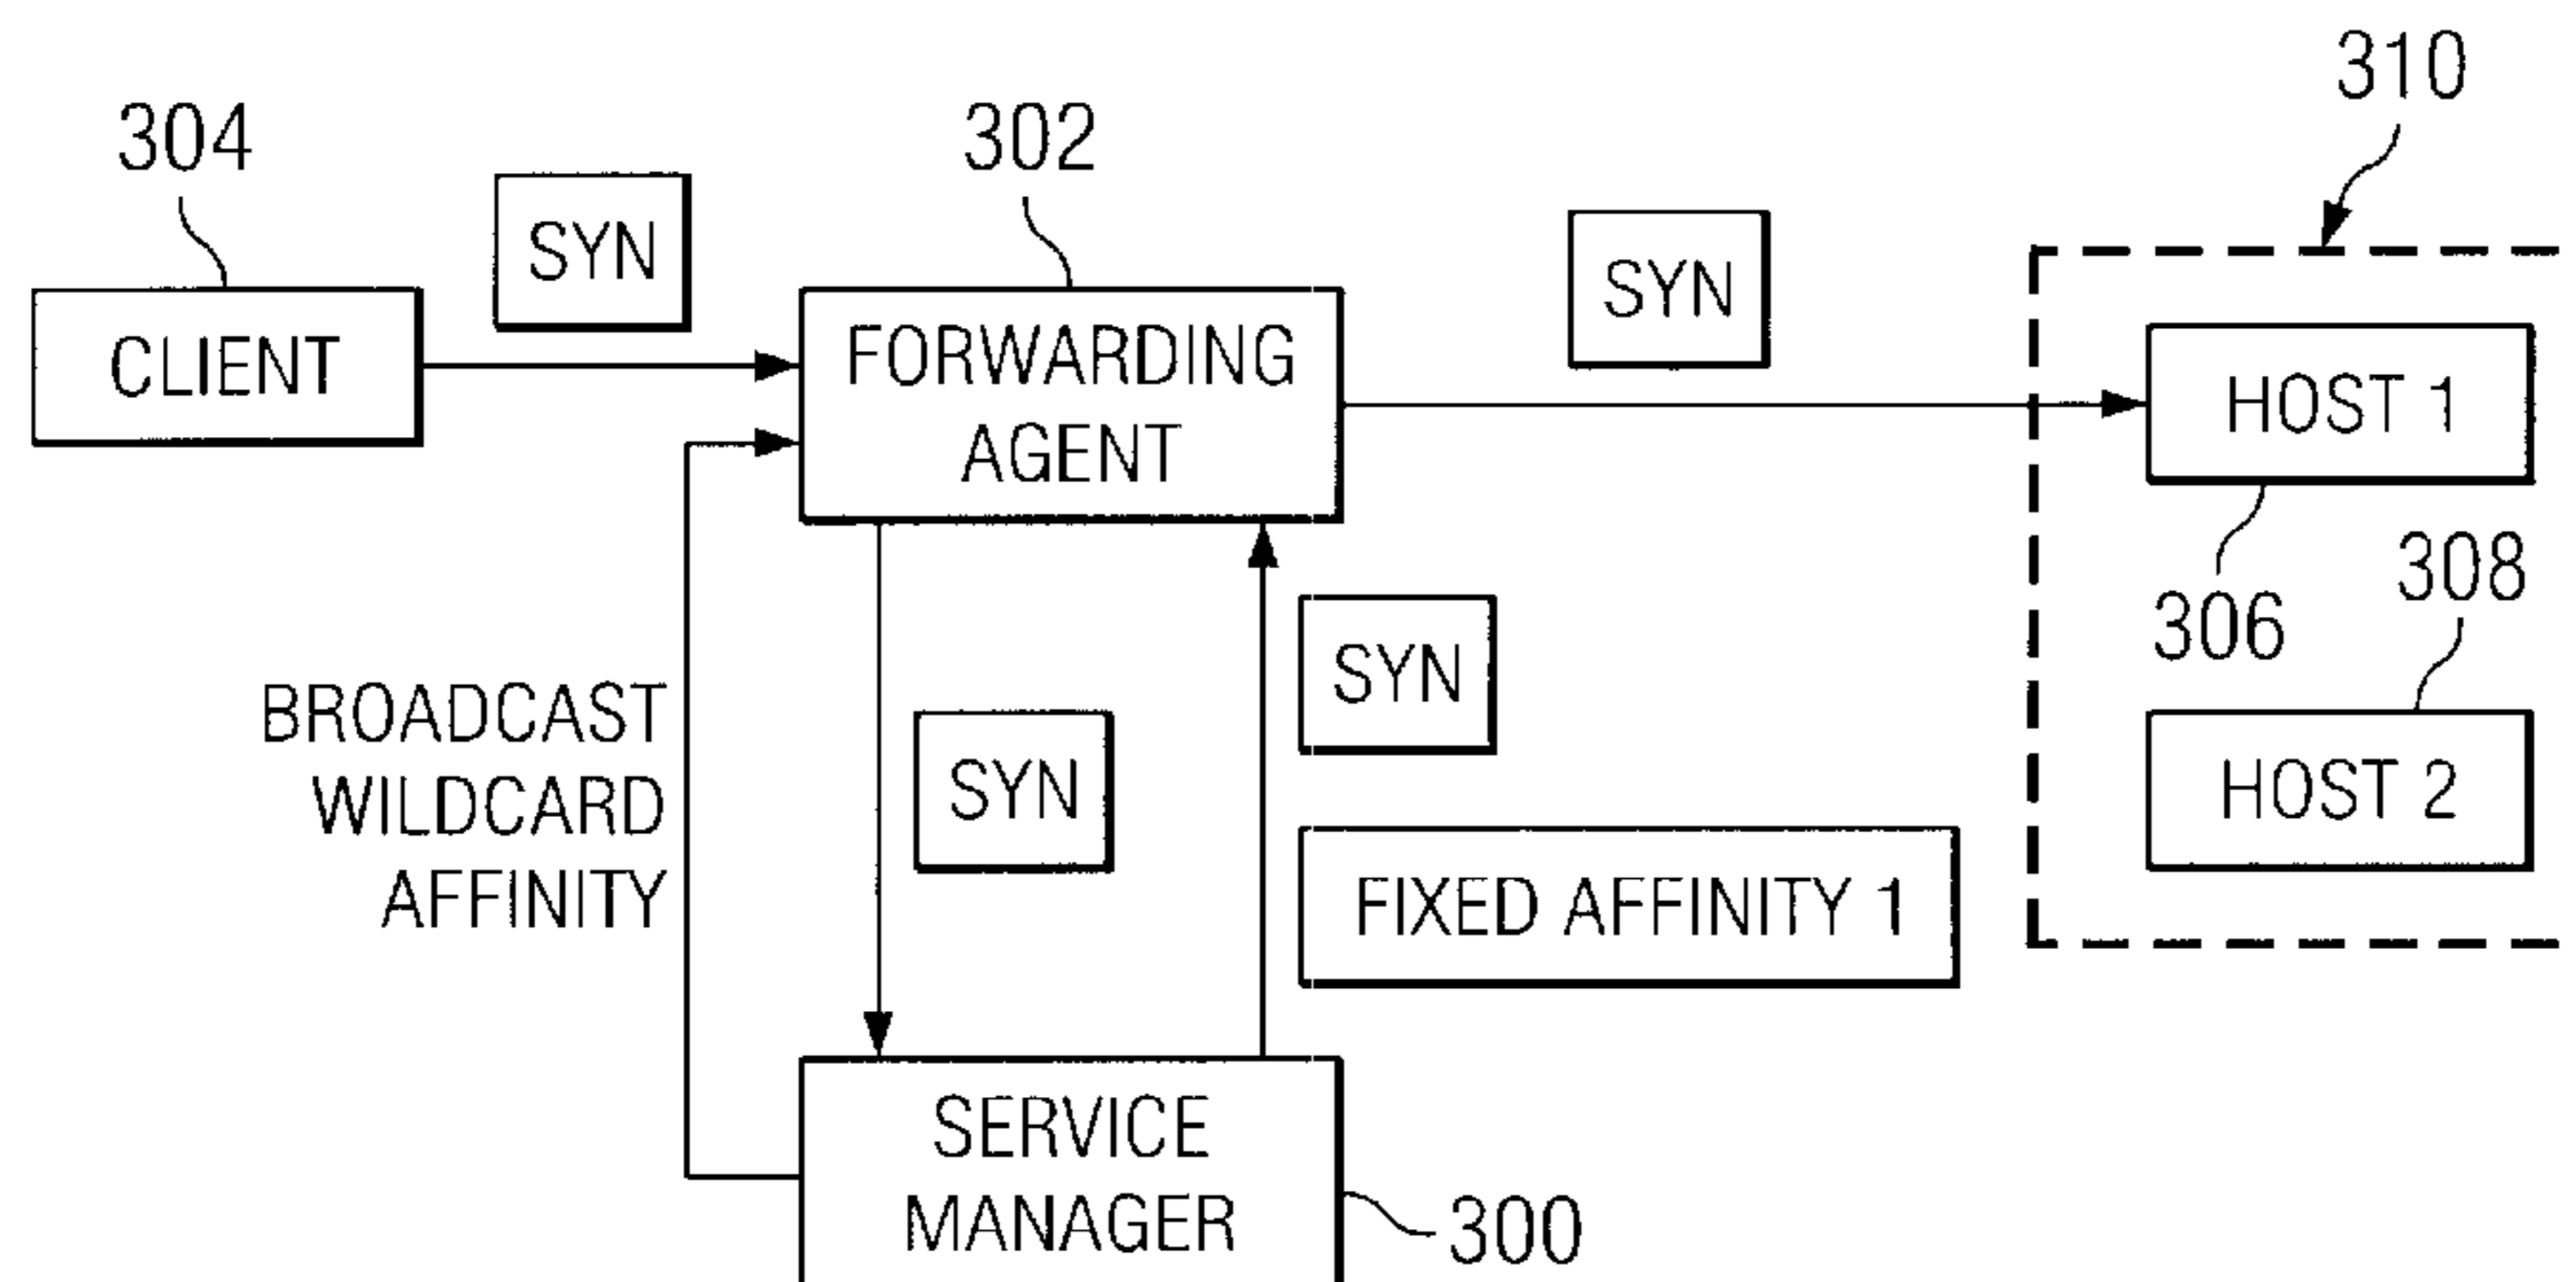 310
304
302
SYN
SYN
CLIENT
FORWARDING
AGENT
HOST 1
306
308
SYN
BROADCAST
WILDCARD
AFFINITY
SYN
HOST 2
FIXED AFFINITY 1
SERVICE
MANAGER
300